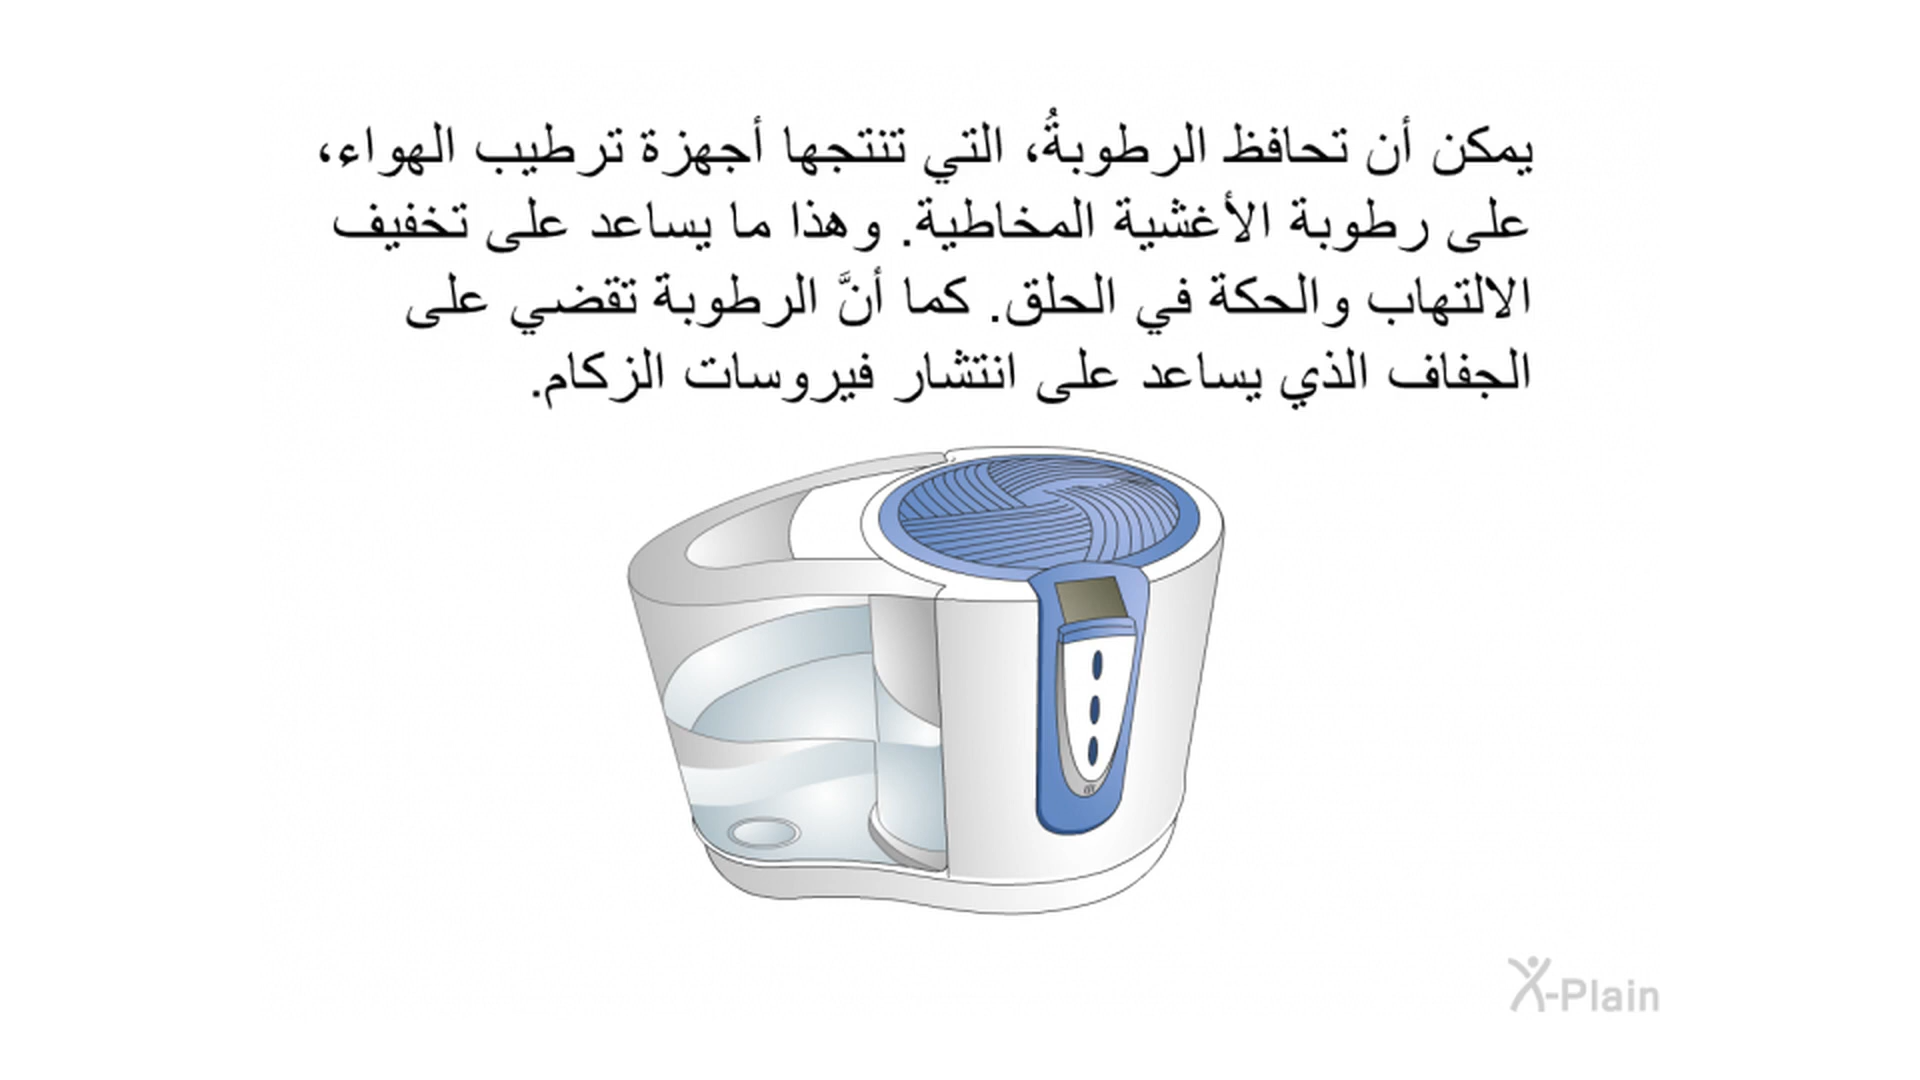 يمكن أن تحافظ الرطوبةُ، التي تنتجها أجهزة ترطيب الهواء،
على رطوبة الأغشية المخاطية. وهذا ما يساعد على تخفيف
الالتهاب والحكة في الحلق. كما أنَّ الرطوبة تقضي على
الجفاف الذي يساعد على انتشار فيروسات الزكام.
X-Plain